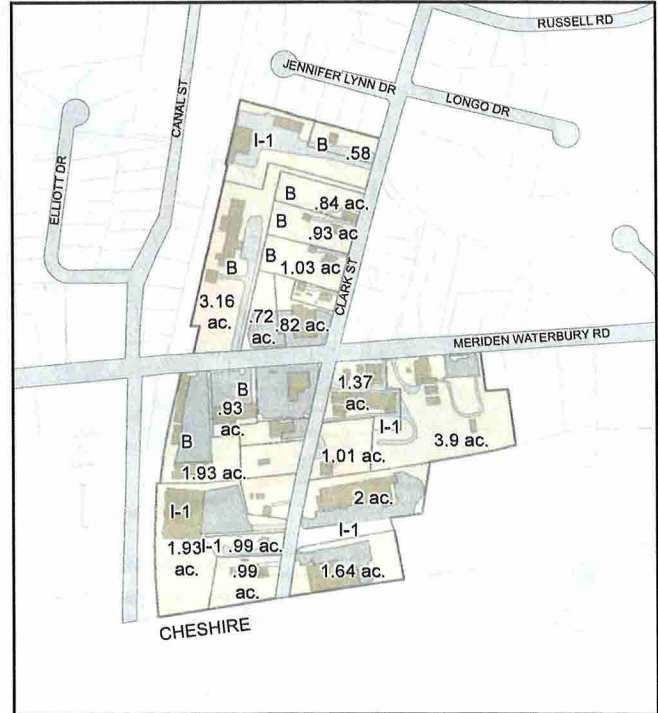 RUSSELL RD
JENNIFER LYNN DR
LONGO DR
CANAL ST
ELLIOTT DR
I-1
B .58
B .84 ac.
B .93 ac
B 1.03 ac
CLARK ST
B
3.16
ac.
.72
ac.
.82 ac.
MERIDEN WATERBURY RD
B
.93
ac.
1.37
ac.
I-1
3.9 ac.
B
1.93 ac.
1.01 ac.
2 ac.
I-1
I-1
1.93
ac.
I-1 .99 ac.
.99
ac.
1.64 ac.
CHESHIRE